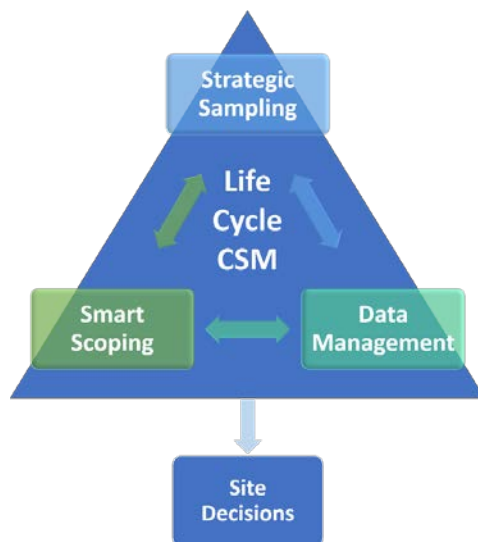 Strategic
Sampling
Life
Cycle
CSM
Smart
Scoping
Data
Management
Site
Decisions